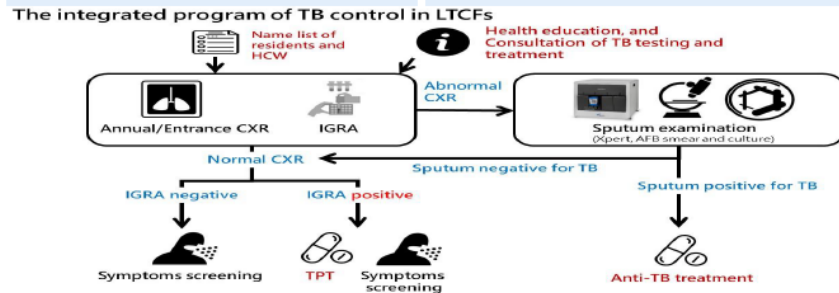 The integrated program of TB control in LTCFs
Name list of
residents and
HCW
Health education, and
Consultation of TB testing and
treatment
Annual/Entrance CXR
IGRA
Abnormal
CXR
Sputum examination
(Xpert, AFB smear and culture)
Normal CXR
Sputum negative for TB
Sputum positive for TB
IGRA negative
IGRA positive
Symptoms screening
TPT
Symptoms
screening
Anti-TB treatment